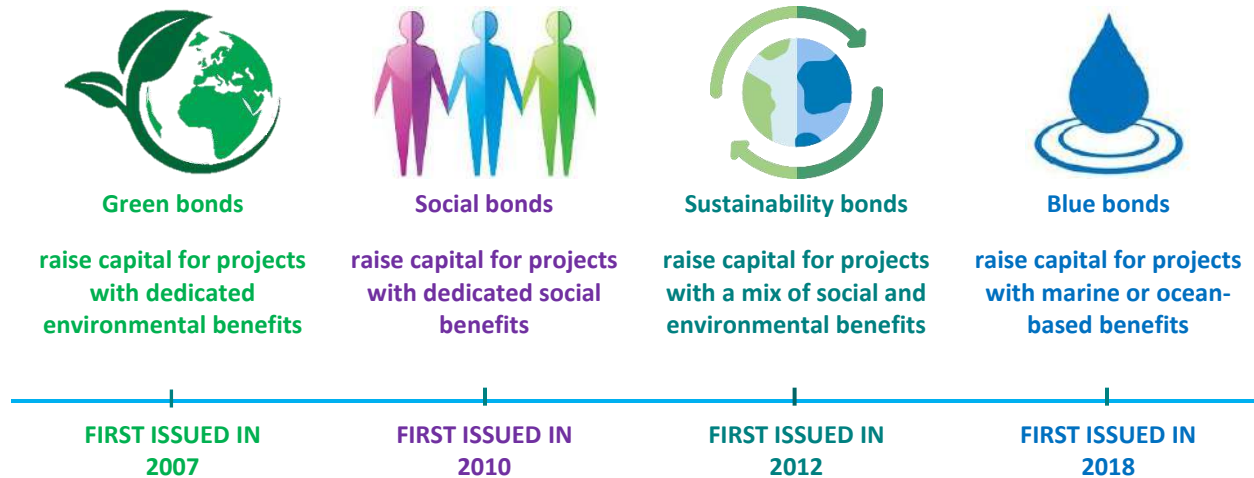 Green bonds
raise capital for projects
with dedicated
environmental benefits
FIRST ISSUED IN
2007
Social bonds
raise capital for projects
with dedicated social
benefits
FIRST ISSUED IN
2010
Sustainability bonds
raise capital for projects
with a mix of social and
environmental benefits
FIRST ISSUED IN
2012
Blue bonds
raise capital for projects
with marine or ocean-
based benefits
FIRST ISSUED IN
2018